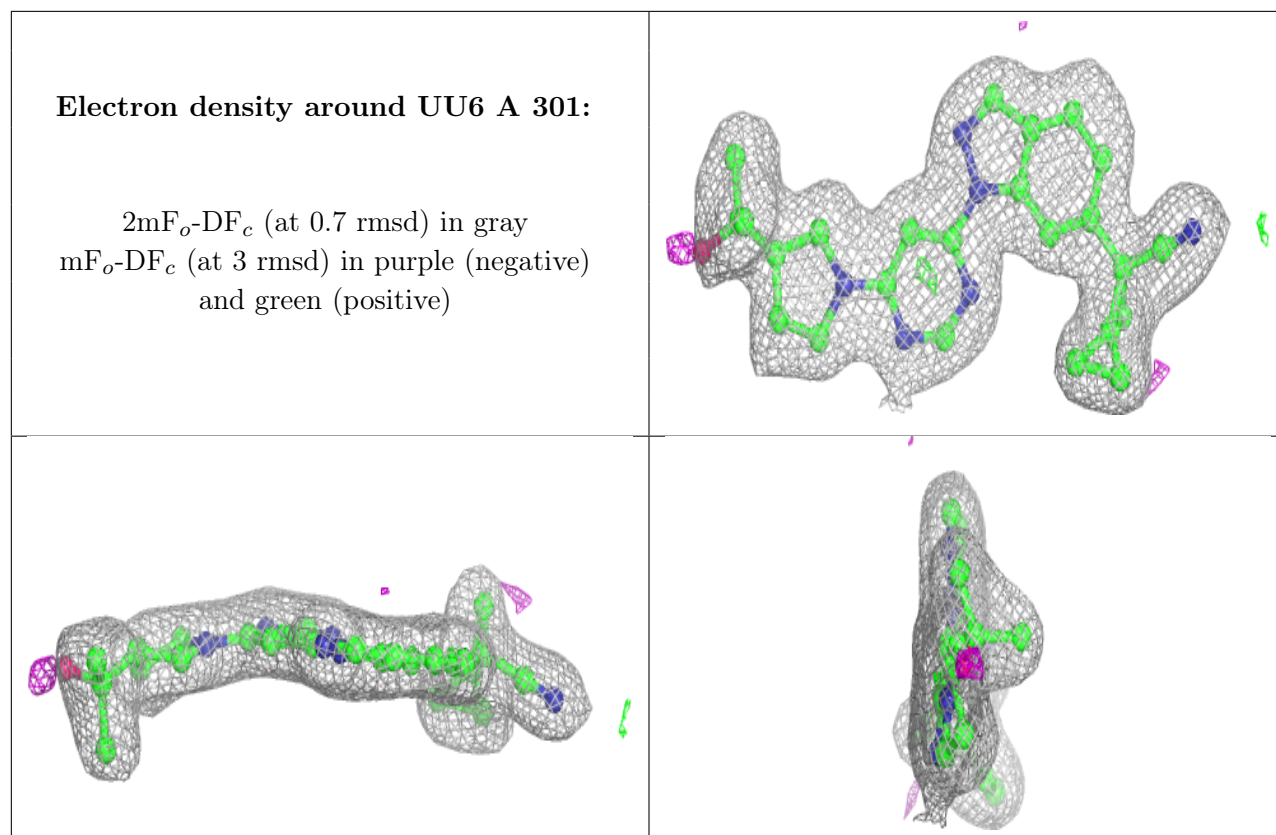 Electron density around UU6 A 301:
2mFo-DFc (at 0.7 rmsd) in gray
mFo-DFc (at 3 rmsd) in purple (negative)
and green (positive)